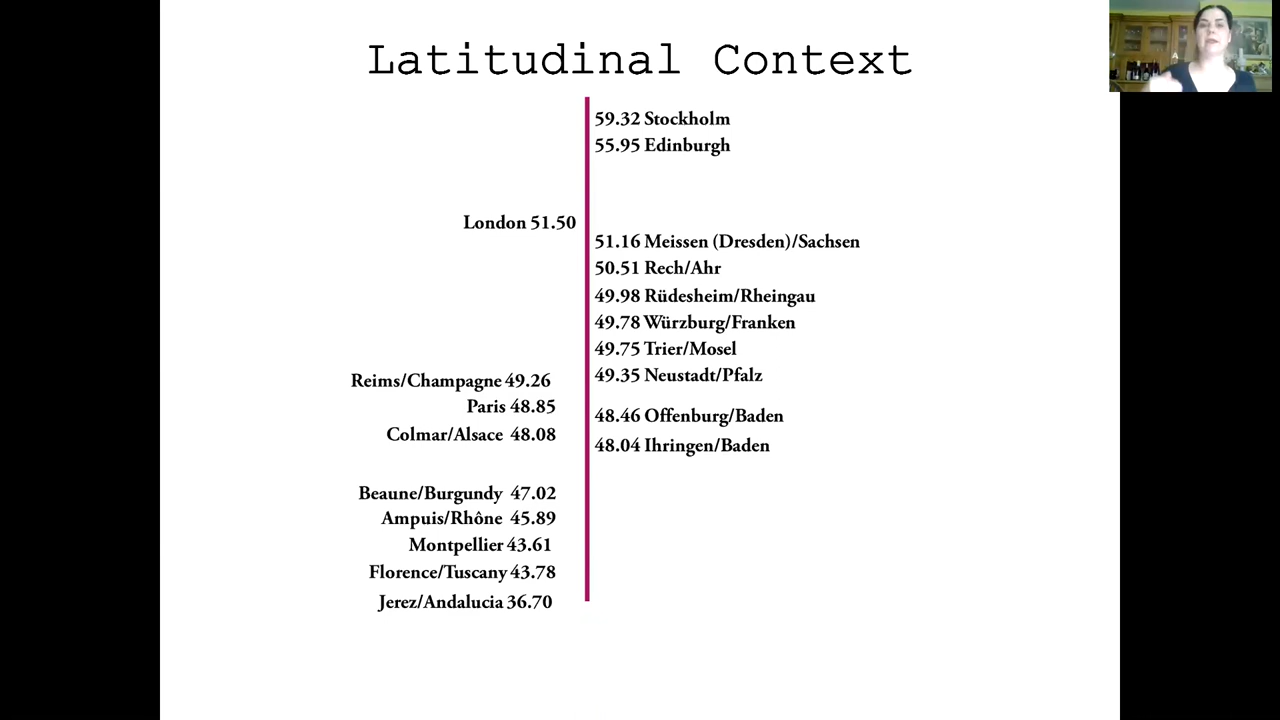 Latitudinal Context
59.32 Stockholm
55.95 Edinburgh
London 51.50
51.16 Meissen (Dresden)/Sachsen
50.51 Rech/Ahr
49.98 Rüdesheim/Rheingau
49.78 Würzburg/Franken
49.75 Trier/Mosel
49.35 Neustadt/Pfalz
Reims/Champagne 49.26
Paris 48.85
48.46 Offenburg/Baden
Colmar/Alsace 48.08
48.04 Ihringen/Baden
Beaune/Burgundy 47.02
Ampuis/Rhône 45.89
Montpellier 43.61
Florence/Tuscany 43.78
Jerez/Andalucia 36.70